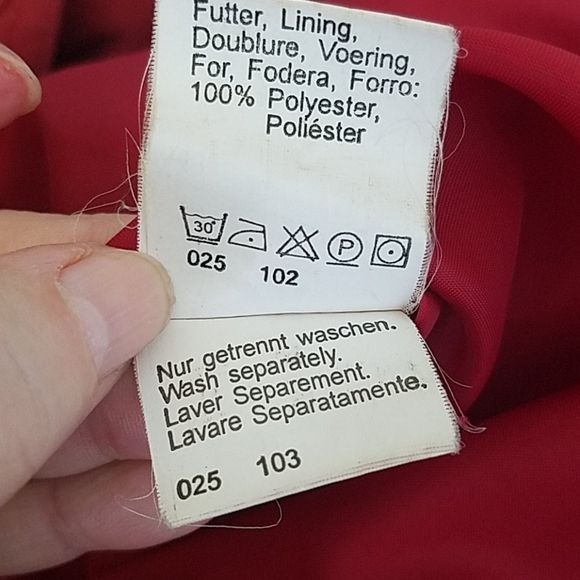 Futter, Lining,
Doublure, Voering,
For, Fodera, Forro:
100% Polyester,
Poliéster
30° P
025 102
Nur getrennt waschen.
Wash separately.
Laver Separement.
Lavare Separatamente.
025 103